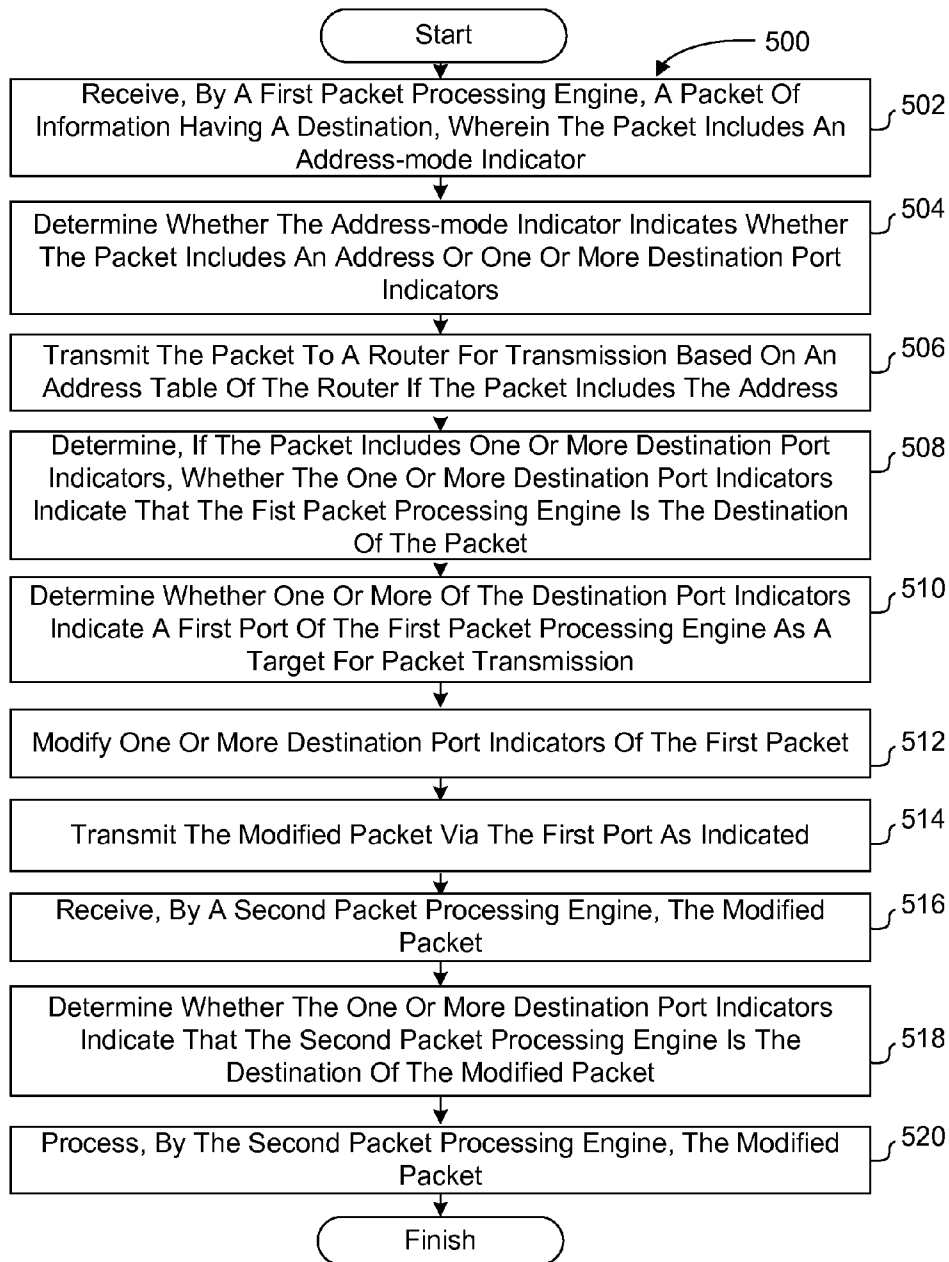 Start
500
Receive, By A First Packet Processing Engine, A Packet Of
Information Having A Destination, Wherein The Packet Includes An
Address-mode Indicator
502
Determine Whether The Address-mode Indicator Indicates Whether
The Packet Includes An Address Or One Or More Destination Port
Indicators
504
Transmit The Packet To A Router For Transmission Based On An
Address Table Of The Router If The Packet Includes The Address
506
Determine, If The Packet Includes One Or More Destination Port
Indicators, Whether The One Or More Destination Port Indicators
Indicate That The Fist Packet Processing Engine Is The Destination
Of The Packet
508
Determine Whether One Or More Of The Destination Port Indicators
Indicate A First Port Of The First Packet Processing Engine As A
Target For Packet Transmission
510
Modify One Or More Destination Port Indicators Of The First Packet
512
Transmit The Modified Packet Via The First Port As Indicated
514
Receive, By A Second Packet Processing Engine, The Modified
Packet
516
Determine Whether The One Or More Destination Port Indicators
Indicate That The Second Packet Processing Engine Is The
Destination Of The Modified Packet
518
Process, By The Second Packet Processing Engine, The Modified
Packet
520
Finish